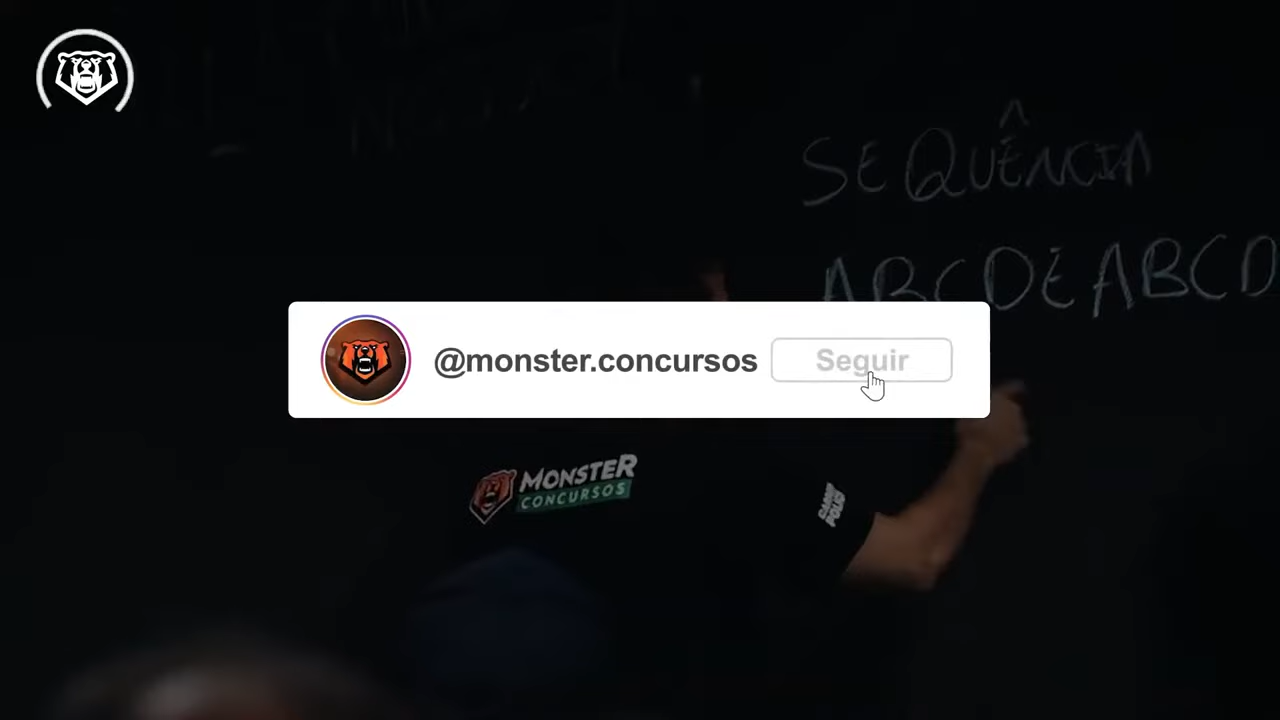 SEQUÊNCIA
ABCDEABCD
@monster.concursos
Seguir
MONSTER
CONCURSOS